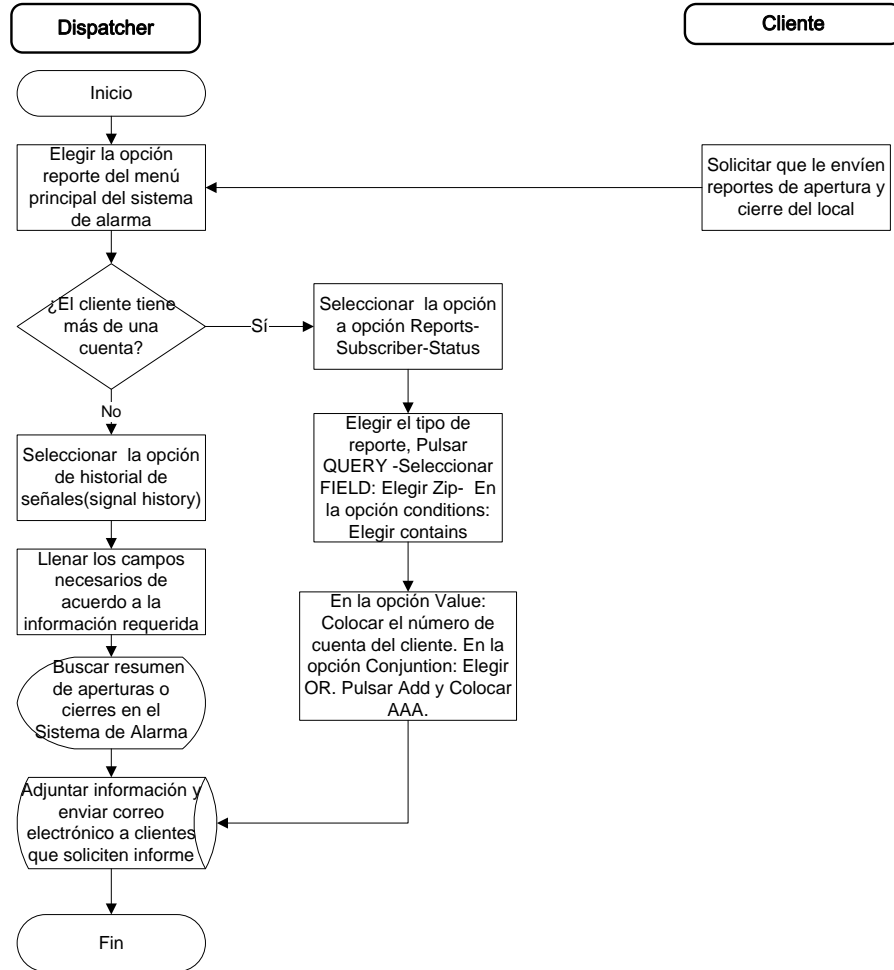 Dispatcher
Cliente
Inicio
Elegir la opción
reporte del menú
principal del sistema
de alarma
Solicitar que le envíen
reportes de apertura y
cierre del local
¿El cliente tiene
más de una
cuenta?
Sí
Seleccionar la opción
a opción Reports-
Subscriber-Status
No
Elegir el tipo de
reporte, Pulsar
QUERY -Seleccionar
FIELD: Elegir Zip- En
la opción conditions:
Elegir contains
Seleccionar la opción
de historial de
señales(signal history)
Llenar los campos
necesarios de
acuerdo a la
información requerida
En la opción Value:
Colocar el número de
cuenta del cliente. En la
opción Conjuntion: Elegir
OR. Pulsar Add y Colocar
AAA.
Buscar resumen
de aperturas o
cierres en el
Sistema de Alarma
Adjuntar información y
enviar correo
electrónico a clientes
que soliciten informe
Fin